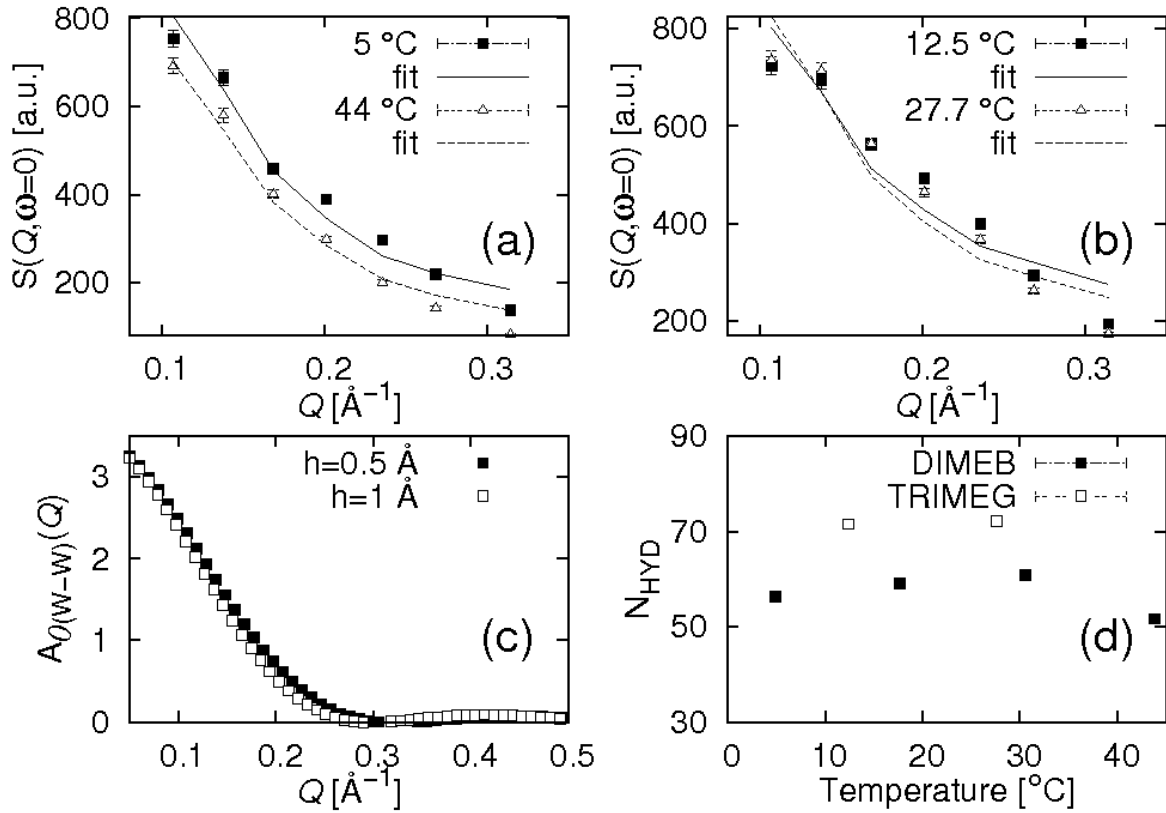 800
600
400
200
0.1
0.2
0.3
S(Q,ω=0) [a.u.]
Q [Å⁻¹]
5 °C
fit
44 °C
fit
(a)
800
600
400
200
0.1
0.2
0.3
S(Q,ω=0) [a.u.]
Q [Å⁻¹]
12.5 °C
fit
27.7 °C
fit
(b)
3
2
1
0
0.1
0.2
0.3
0.4
0.5
A0(W−W)(Q)
Q [Å⁻¹]
h=0.5 Å
h=1 Å
(c)
90
70
50
30
0
10
20
30
40
NHYD
Temperature [°C]
DIMEB
TRIMEG
(d)